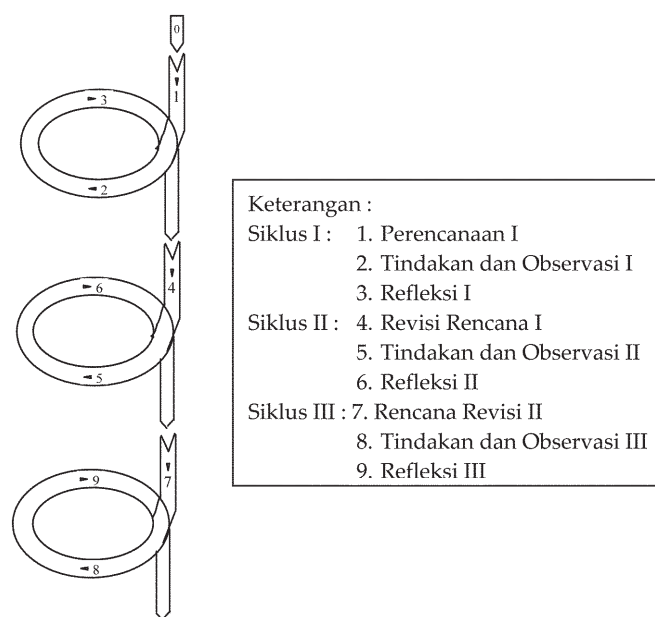 0
1
3
2
4
6
5
7
9
8
Keterangan :
Siklus I : 1. Perencanaan I
2. Tindakan dan Observasi I
3. Refleksi I
Siklus II : 4. Revisi Rencana I
5. Tindakan dan Observasi II
6. Refleksi II
Siklus III : 7. Rencana Revisi II
8. Tindakan dan Observasi III
9. Refleksi III